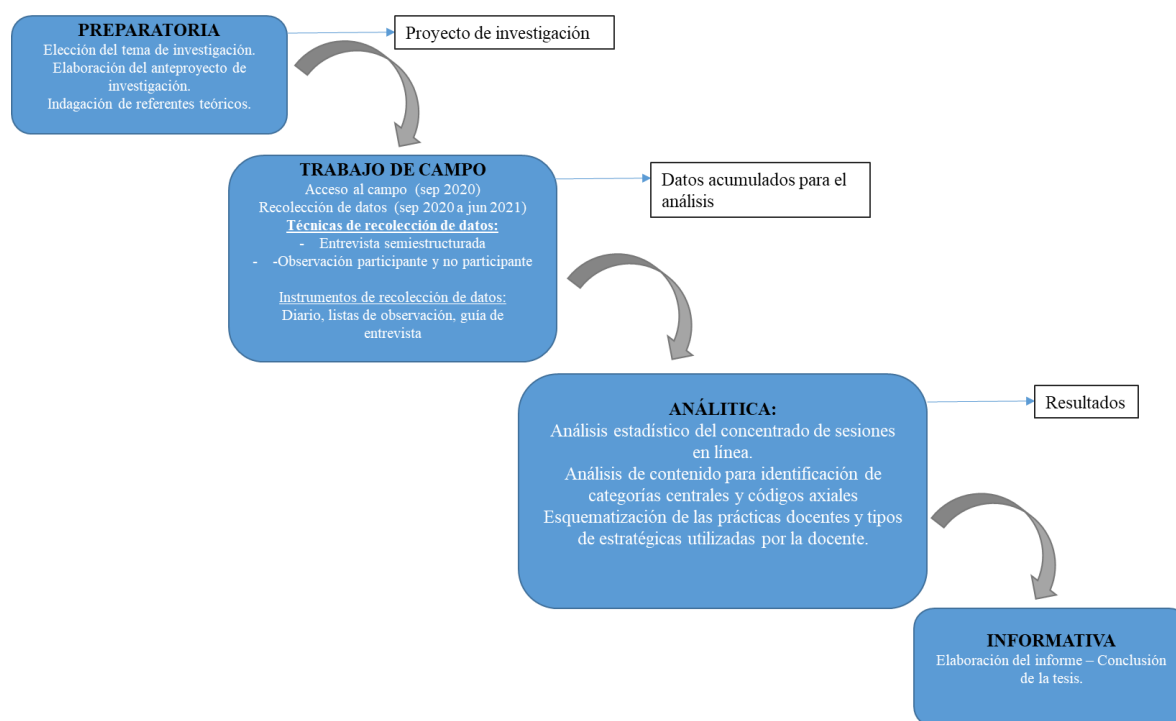 PREPARATORIA
Elección del tema de investigación.
Elaboración del anteproyecto de
investigación.
Indagación de referentes teóricos.
Proyecto de investigación
TRABAJO DE CAMPO
Acceso al campo (sep 2020)
Recolección de datos (sep 2020 a jun 2021)
Técnicas de recolección de datos:
- Entrevista semiestructurada
- -Observación participante y no participante
Instrumentos de recolección de datos:
Diario, listas de observación, guía de
entrevista
Datos acumulados para el
análisis
ANÁLITICA:
Análisis estadístico del concentrado de sesiones
en línea.
Análisis de contenido para identificación de
categorías centrales y códigos axiales
Esquematización de las prácticas docentes y tipos
de estratégicas utilizadas por la docente.
Resultados
INFORMATIVA
Elaboración del informe – Conclusión
de la tesis.